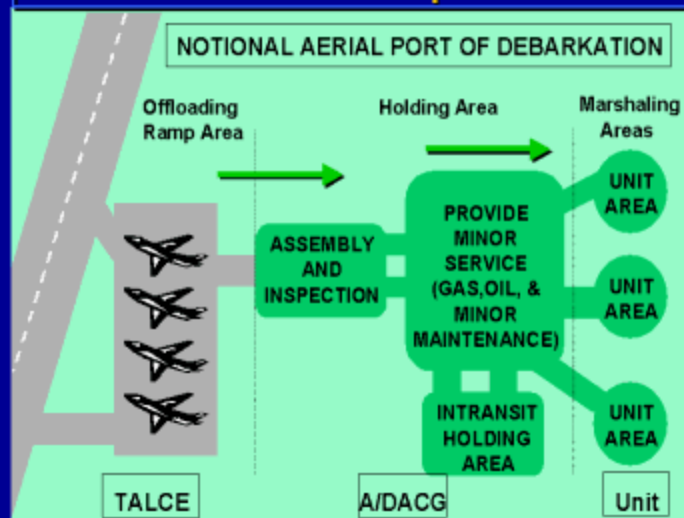 NOTIONAL AERIAL PORT OF DEBARKATION
Offloading
Ramp Area
Holding Area
Marshaling
Areas
ASSEMBLY
AND
INSPECTION
PROVIDE
MINOR
SERVICE
(GAS,OIL, &
MINOR
MAINTENANCE)
INTRANSIT
HOLDING
AREA
UNIT
AREA
UNIT
AREA
UNIT
AREA
TALCE
A/DACG
Unit